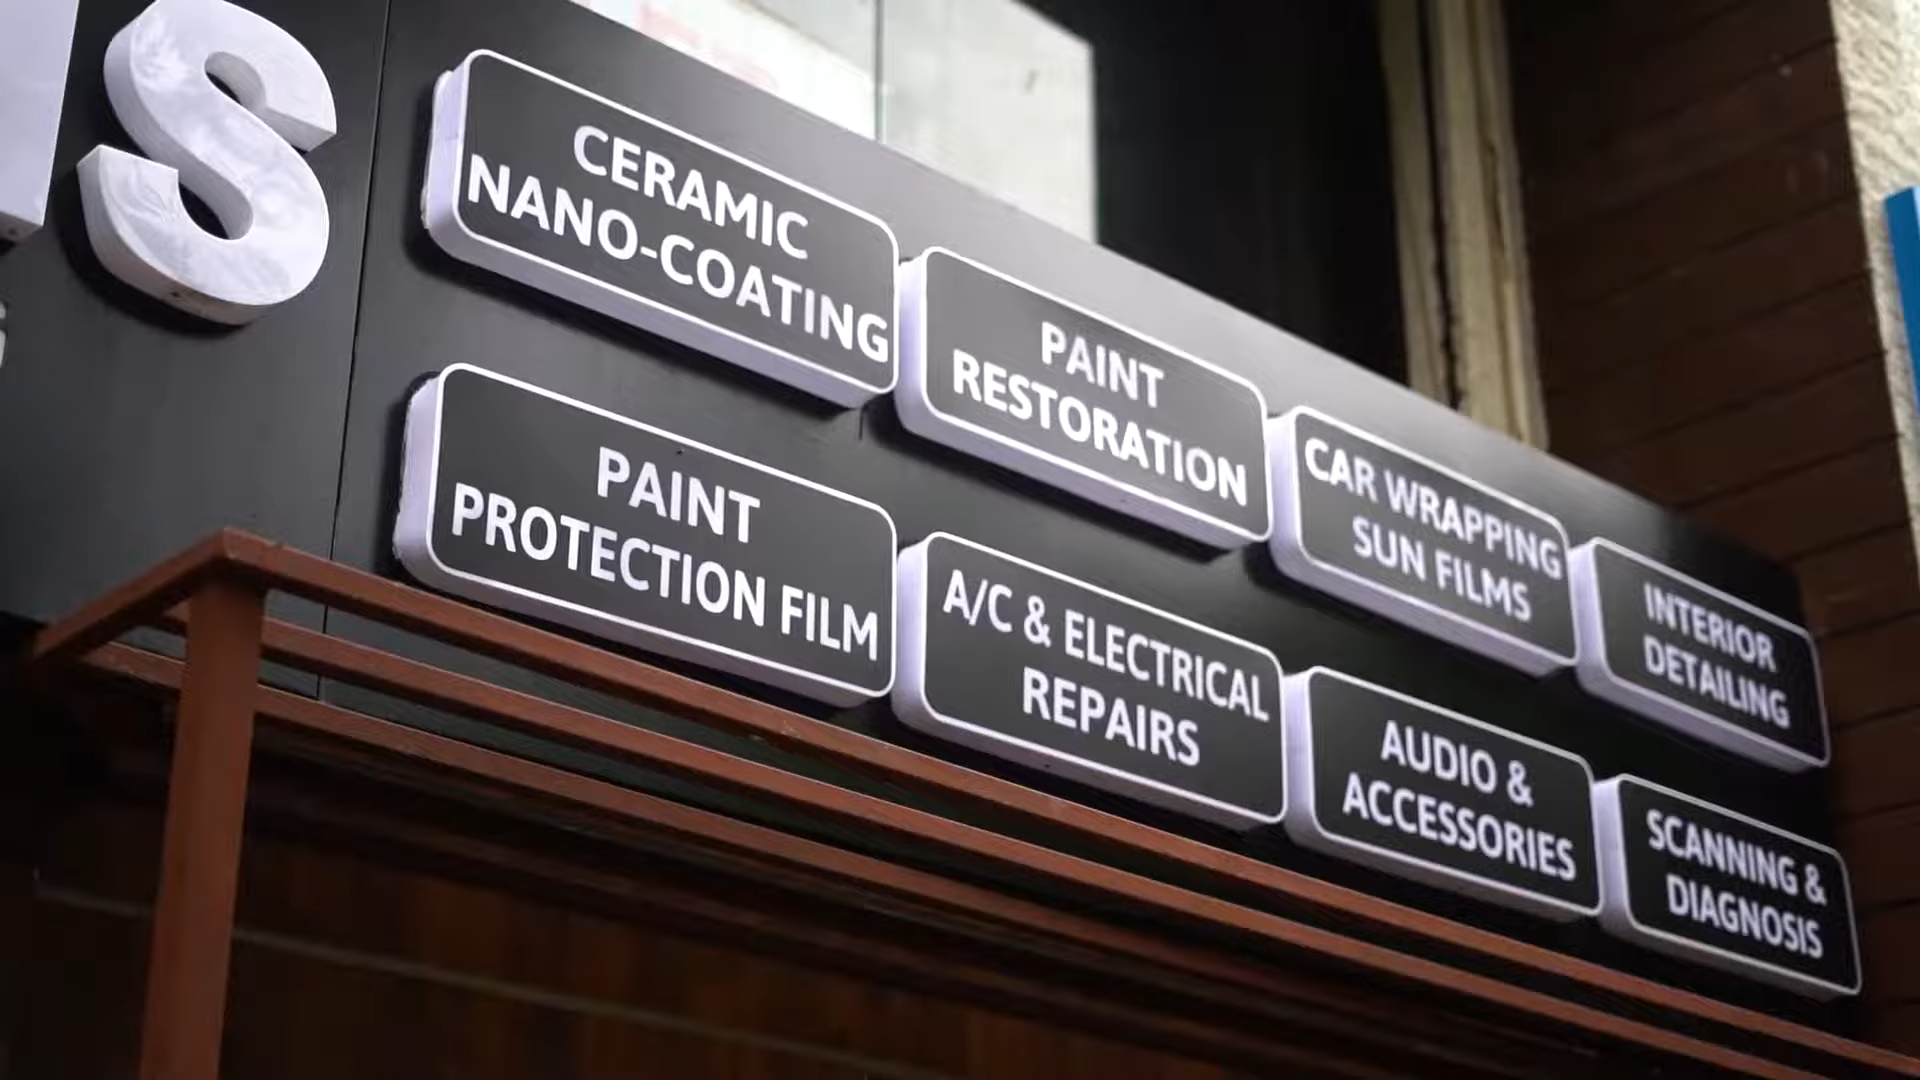 S
CERAMIC
NANO-COATING
PAINT
RESTORATION
CAR WRAPPING
SUN FILMS
INTERIOR
DETAILING
PAINT
PROTECTION FILM
A/C & ELECTRICAL
REPAIRS
AUDIO &
ACCESSORIES
SCANNING &
DIAGNOSIS